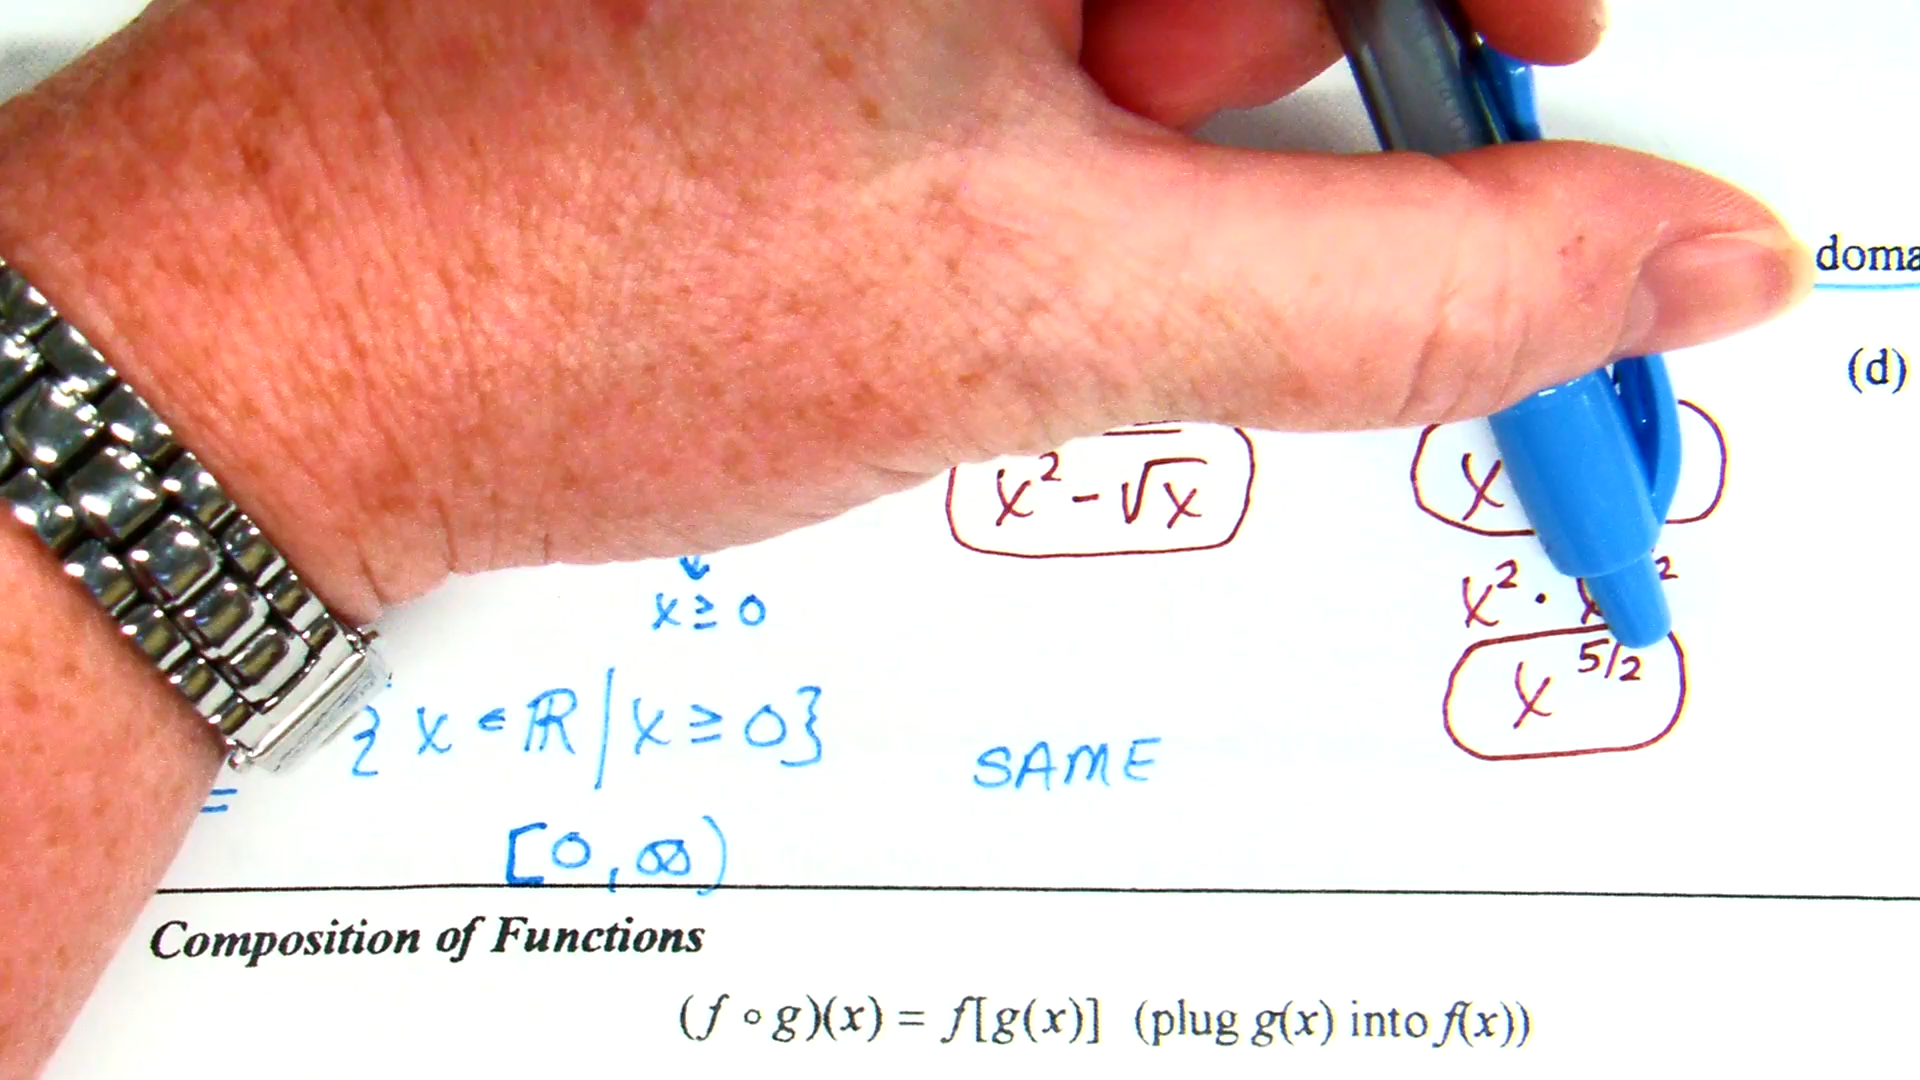 doma
(d)
x² - √x
x
x ≥ 0
x² ·
x^5/2
{ x ∈ ℝ | x ≥ 0}
SAME
=
[0, ∞)
Composition of Functions
(f ∘ g)(x) = f[g(x)] (plug g(x) into f(x))